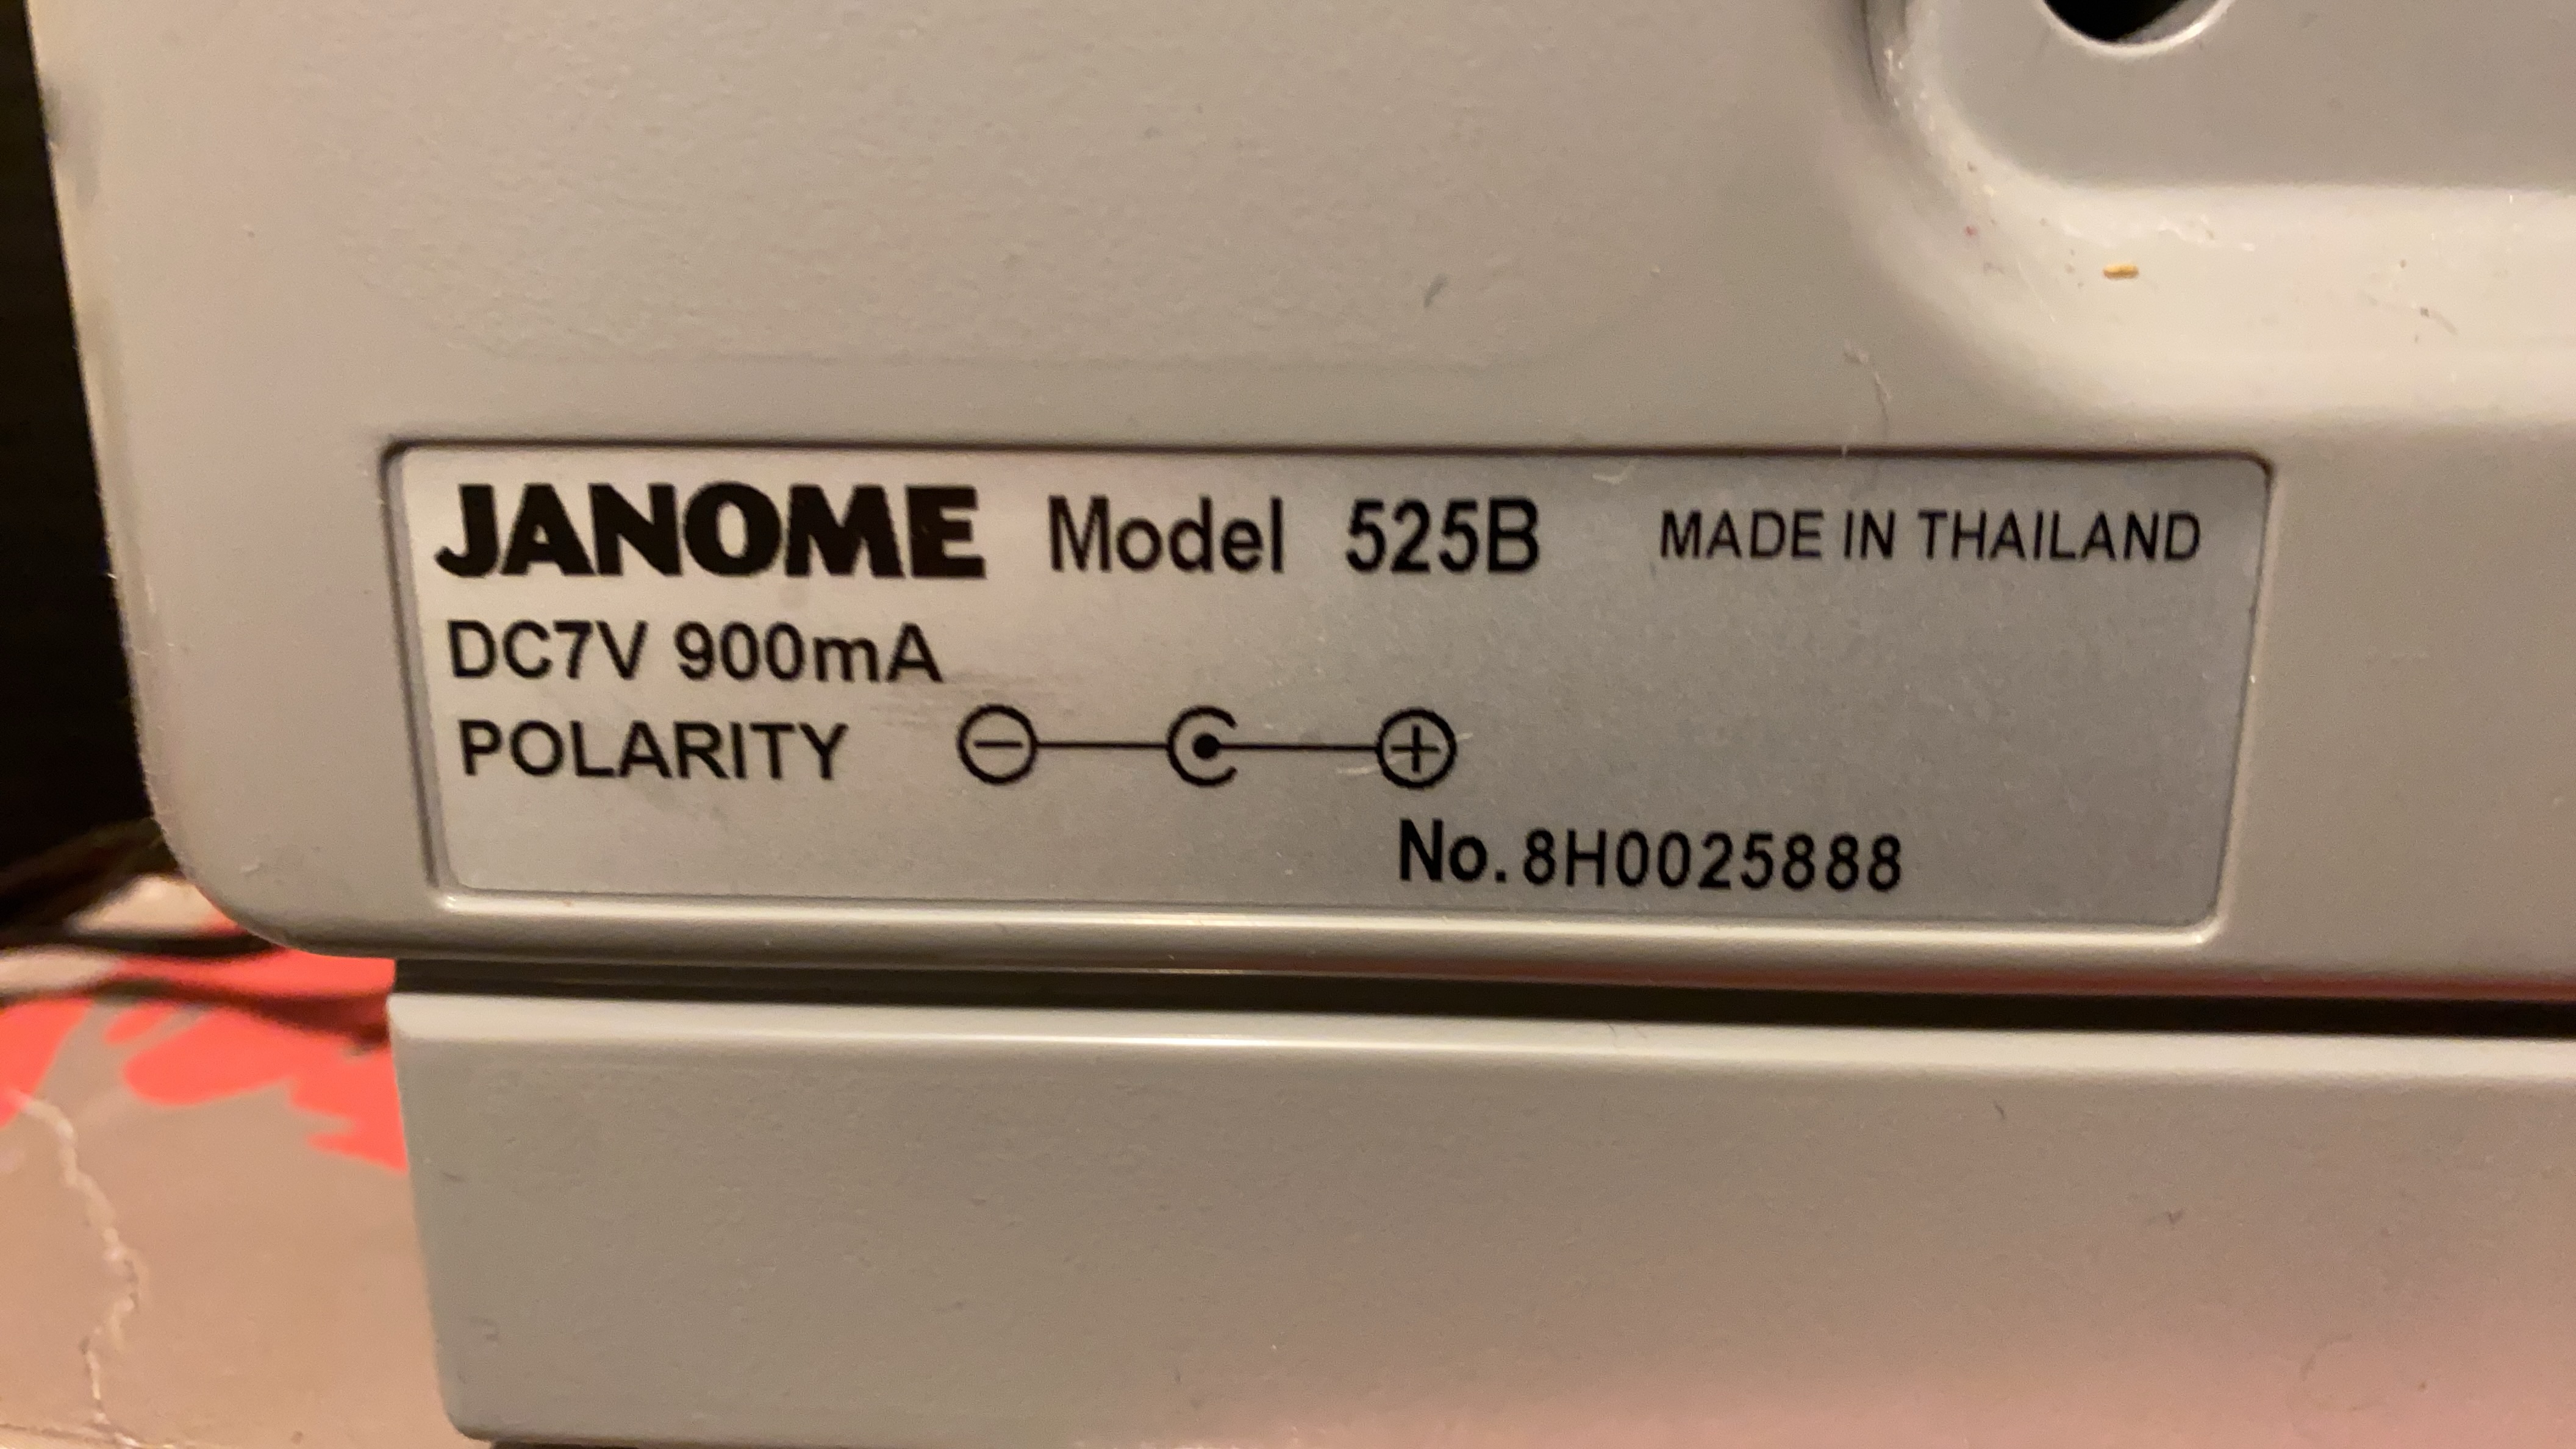 JANOME Model 525B MADE IN THAILAND
DC7V 900mA
POLARITY
No. 8H0025888